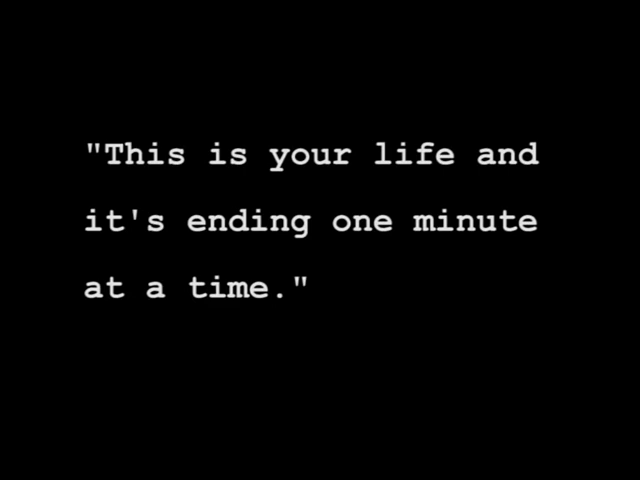 "This is your life and
it's ending one minute
at a time."